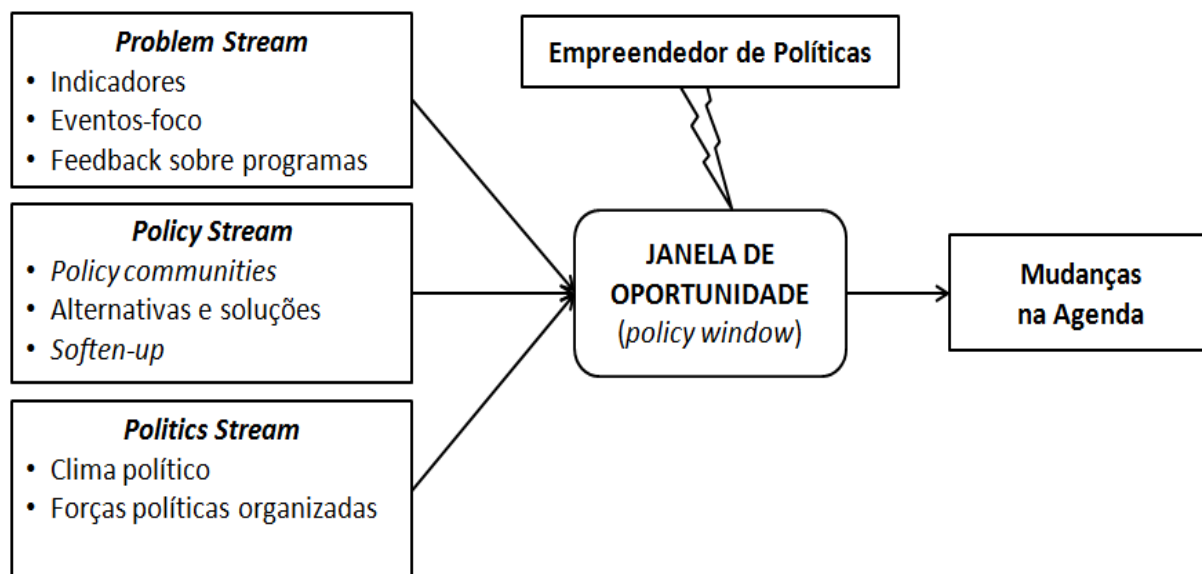 Problem Stream
• Indicadores
• Eventos-foco
• Feedback sobre programas
Policy Stream
• Policy communities
• Alternativas e soluções
• Soften-up
Politics Stream
• Clima político
• Forças políticas organizadas
Empreendedor de Políticas
JANELA DE
OPORTUNIDADE
(policy window)
Mudanças
na Agenda